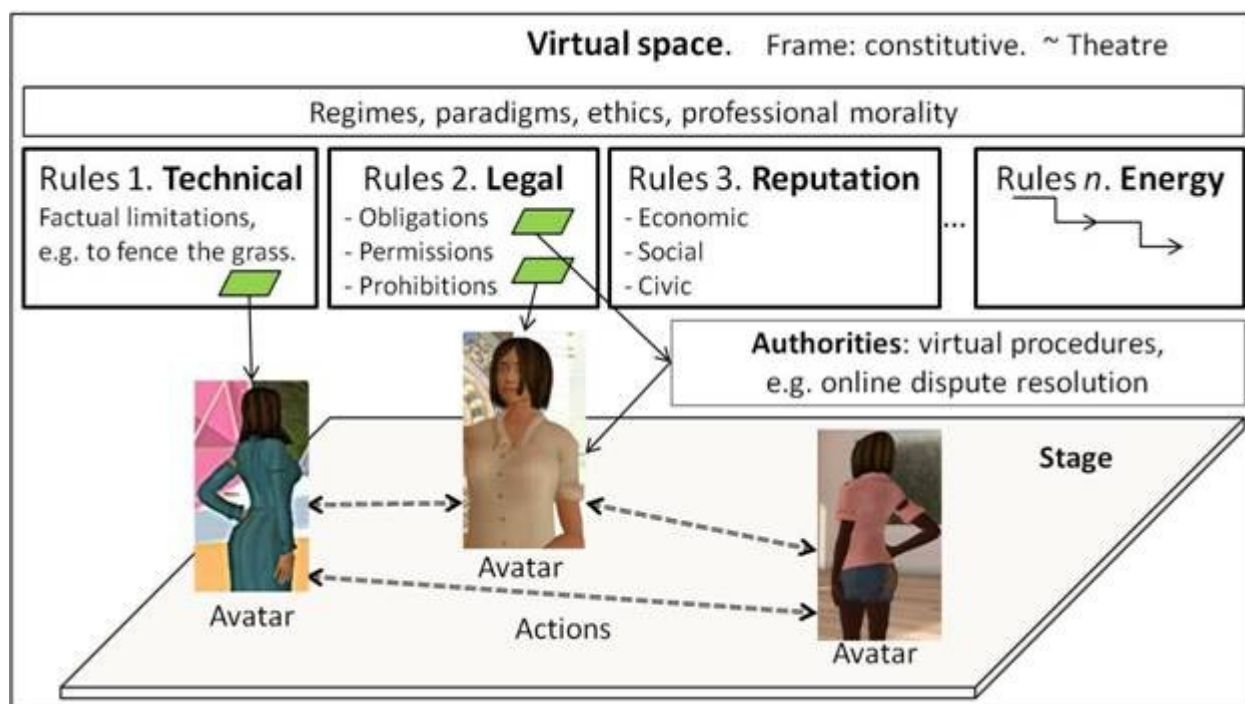 Virtual space. Frame: constitutive. ~ Theatre
Regimes, paradigms, ethics, professional morality
Rules 1. Technical
Factual limitations,
e.g. to fence the grass.
Rules 2. Legal
- Obligations
- Permissions
- Prohibitions
Rules 3. Reputation
- Economic
- Social
- Civic
...
Rules n. Energy
Authorities: virtual procedures,
e.g. online dispute resolution
Stage
Avatar
Avatar
Actions
Avatar